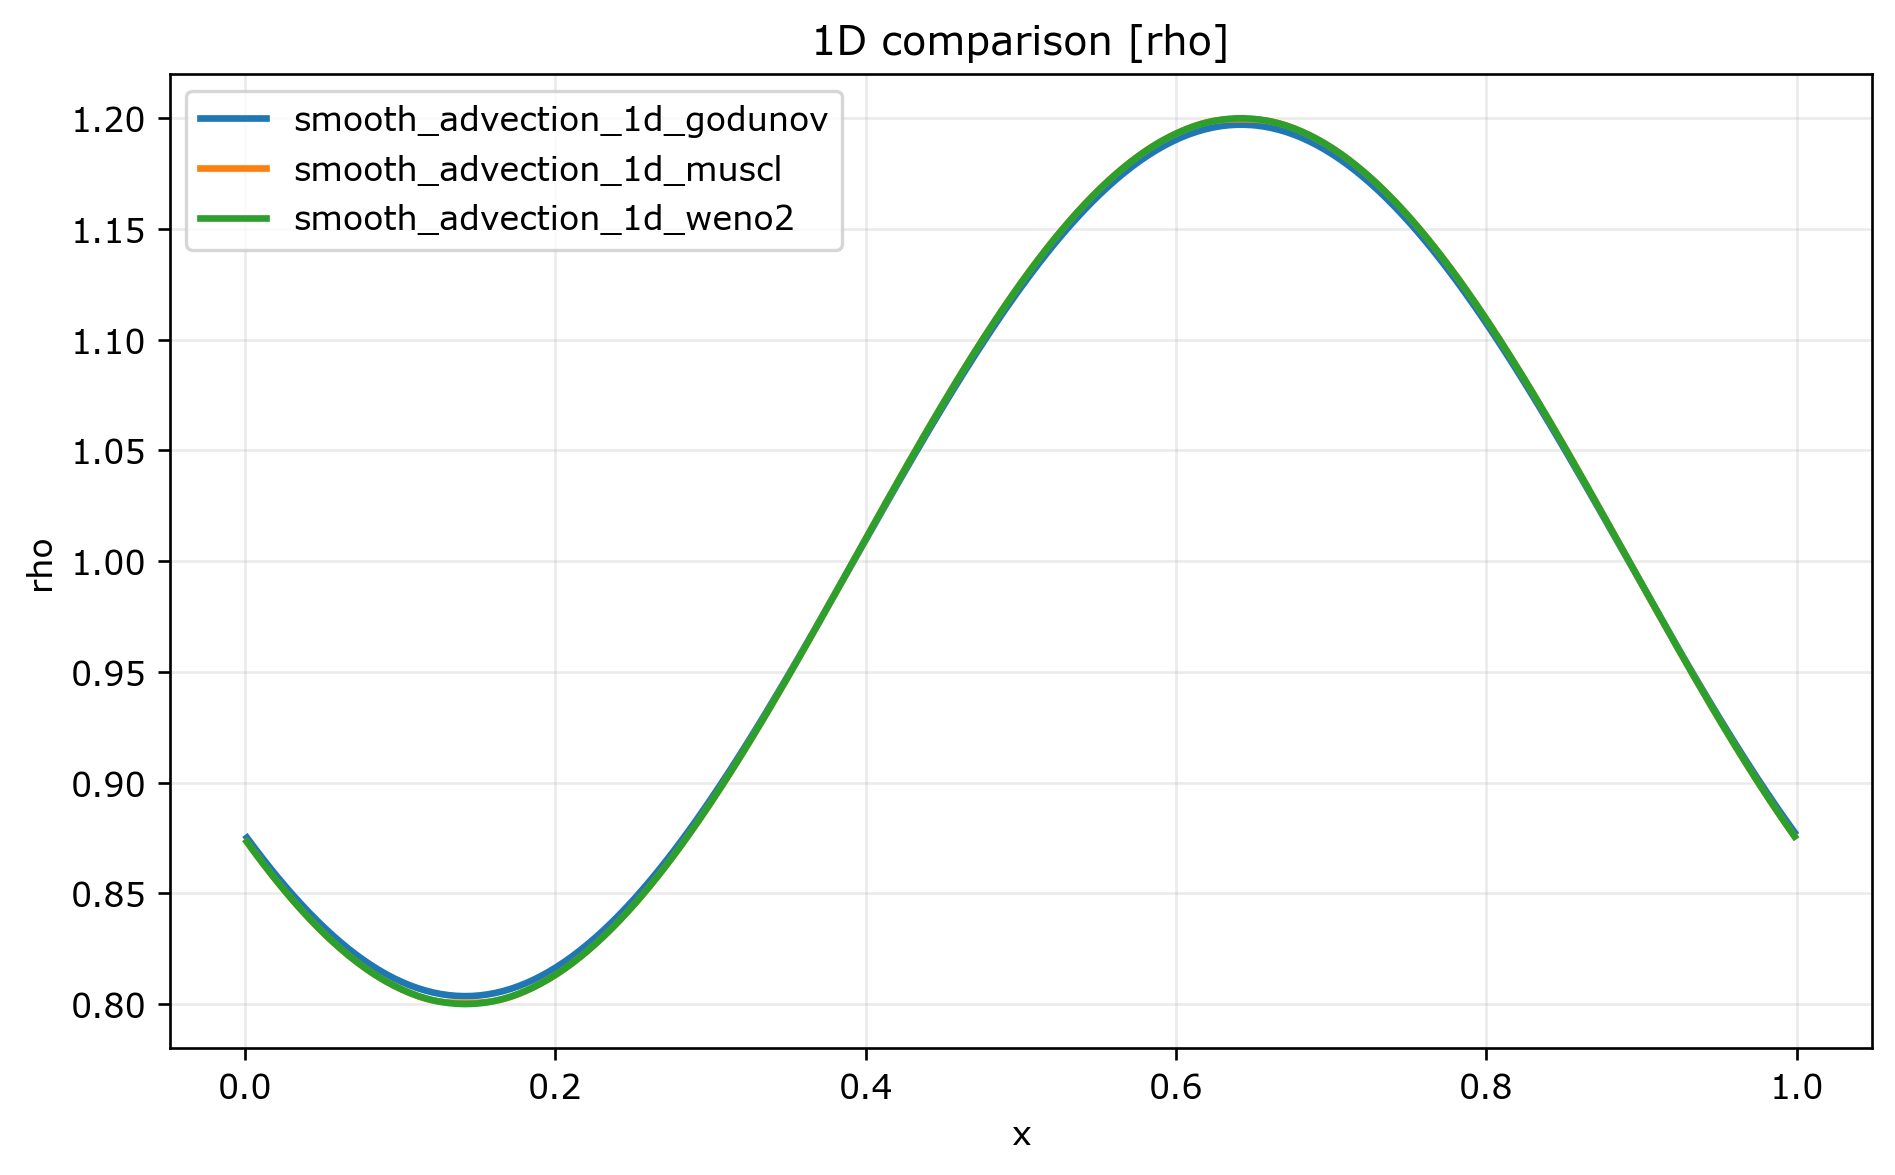 1D comparison [rho]
smooth_advection_1d_godunov
smooth_advection_1d_muscl
smooth_advection_1d_weno2
rho
1.20
1.15
1.10
1.05
1.00
0.95
0.90
0.85
0.80
0.0 0.2 0.4 0.6 0.8 1.0
x